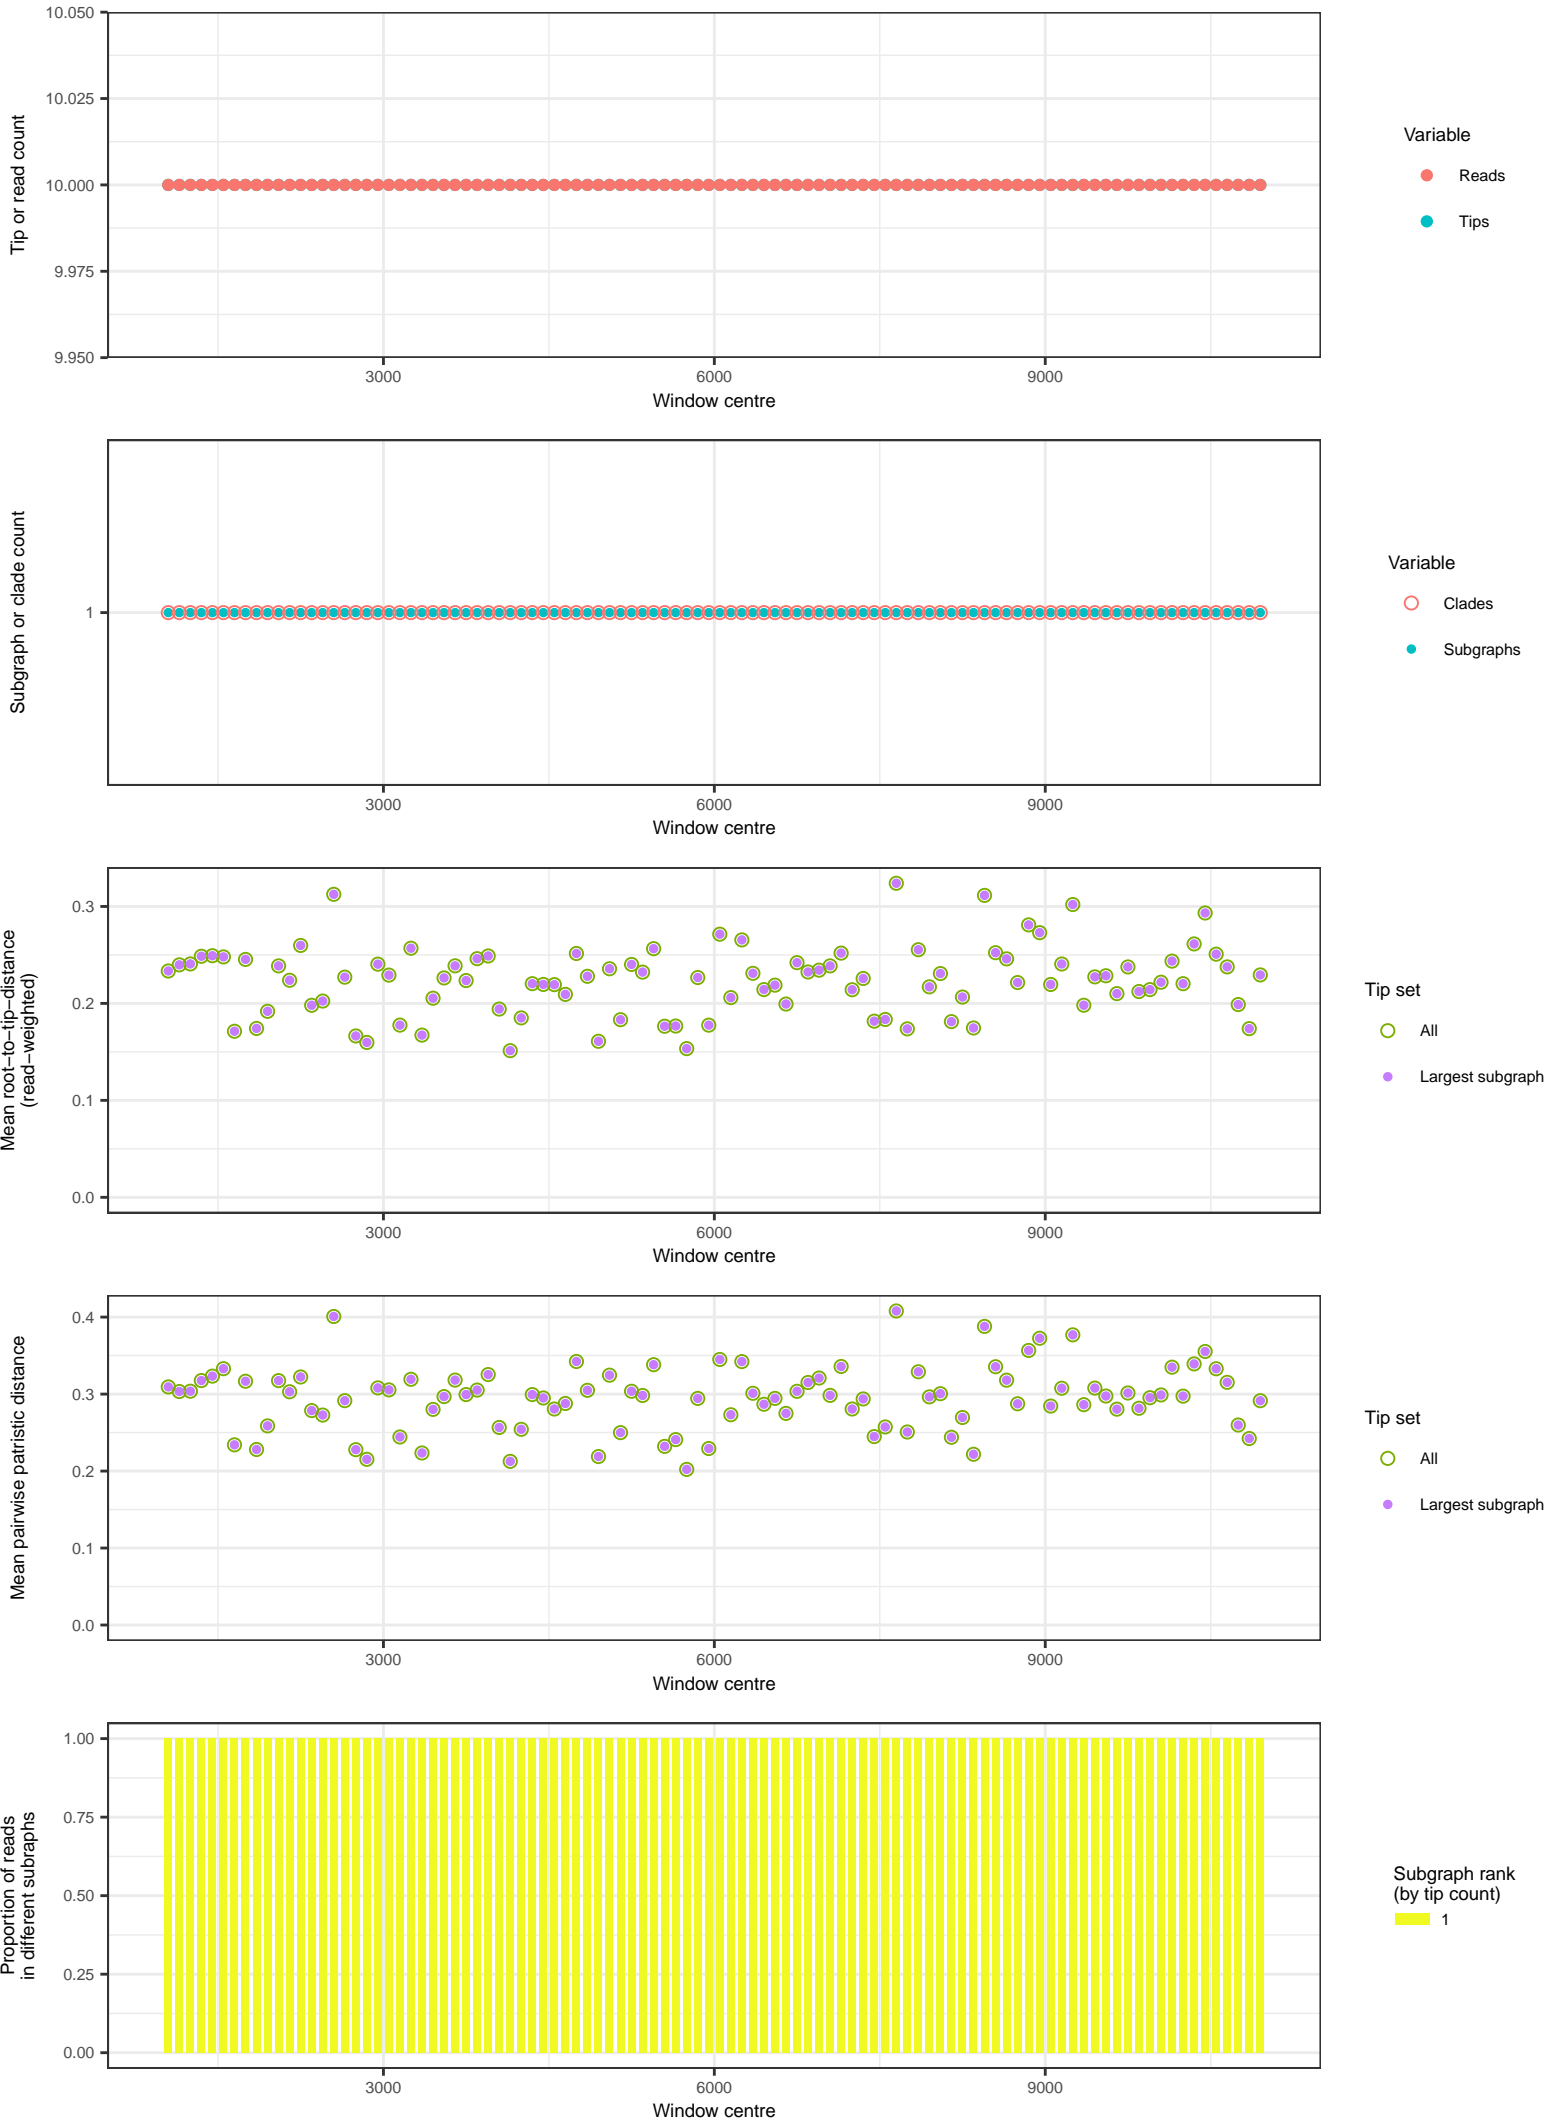 10.050
10.025
10.000
9.975
9.950
Tip or read count
3000
6000
9000
Window centre
Variable
Reads
Tips
1
Subgraph or clade count
3000
6000
9000
Window centre
Variable
Clades
Subgraphs
0.3
0.2
0.1
0.0
Mean root−to−tip−distance
(read−weighted)
3000
6000
9000
Window centre
Tip set
All
Largest subgraph
0.4
0.3
0.2
0.1
0.0
Mean pairwise patristic distance
3000
6000
9000
Window centre
Tip set
All
Largest subgraph
1.00
0.75
0.50
0.25
0.00
Proportion of reads
in different subraphs
3000
6000
9000
Window centre
Subgraph rank
(by tip count)
1